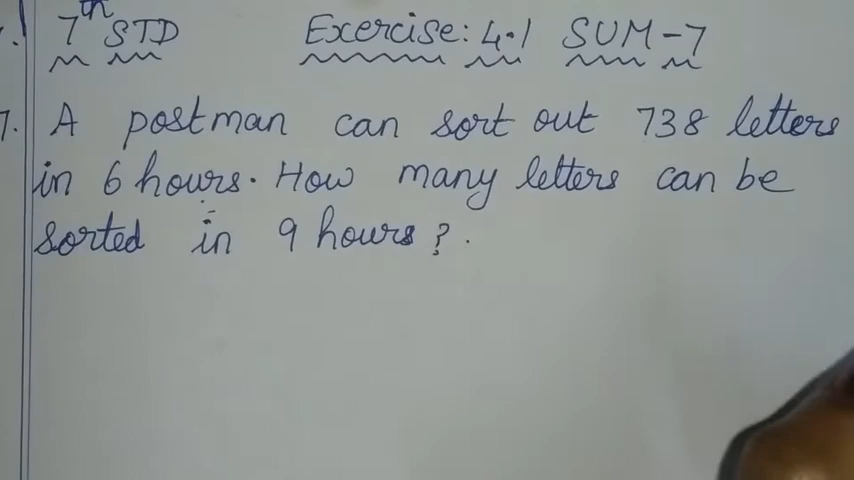 7th STD Exercise: 4.1 SUM-7
7. A postman can sort out 738 letters
in 6 hours. How many letters can be
sorted in 9 hours?.